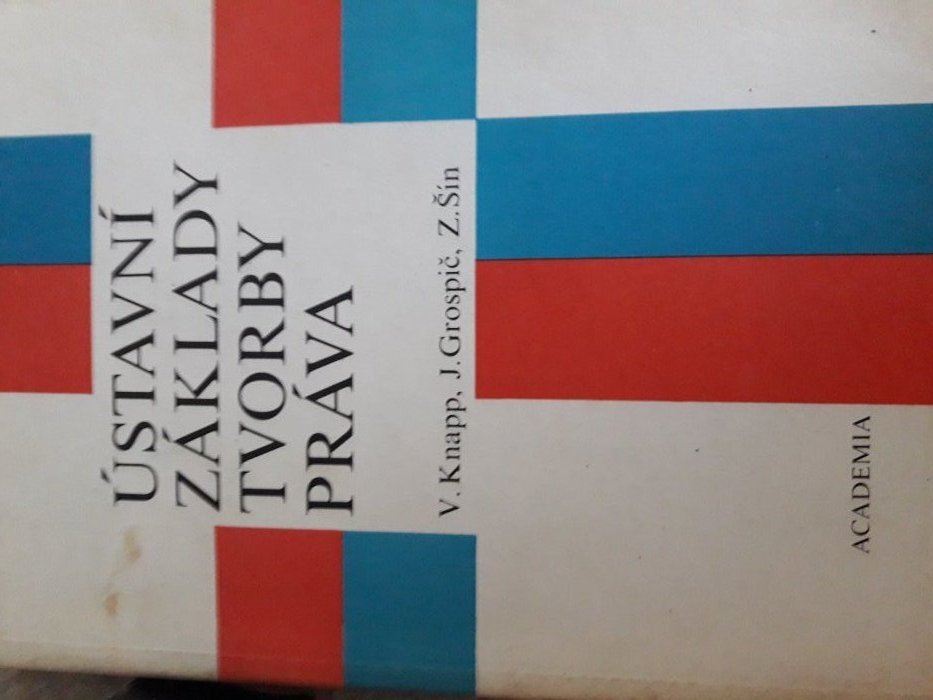 ÚSTAVNÍ
ZÁKLADY
TVORBY
PRÁVA
V. Knapp, J. Grospič, Z. Šín
ACADEMIA